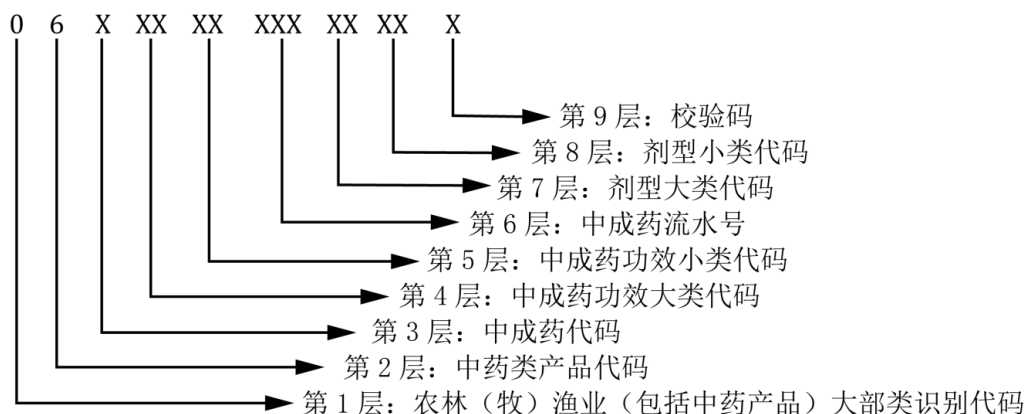 0 6 X XX XX XXX XX XX X
第9层：校验码
第8层：剂型小类代码
第7层：剂型大类代码
第6层：中成药流水号
第5层：中成药功效小类代码
第4层：中成药功效大类代码
第3层：中成药代码
第2层：中药类产品代码
第1层：农林（牧）渔业（包括中药产品）大部类识别代码